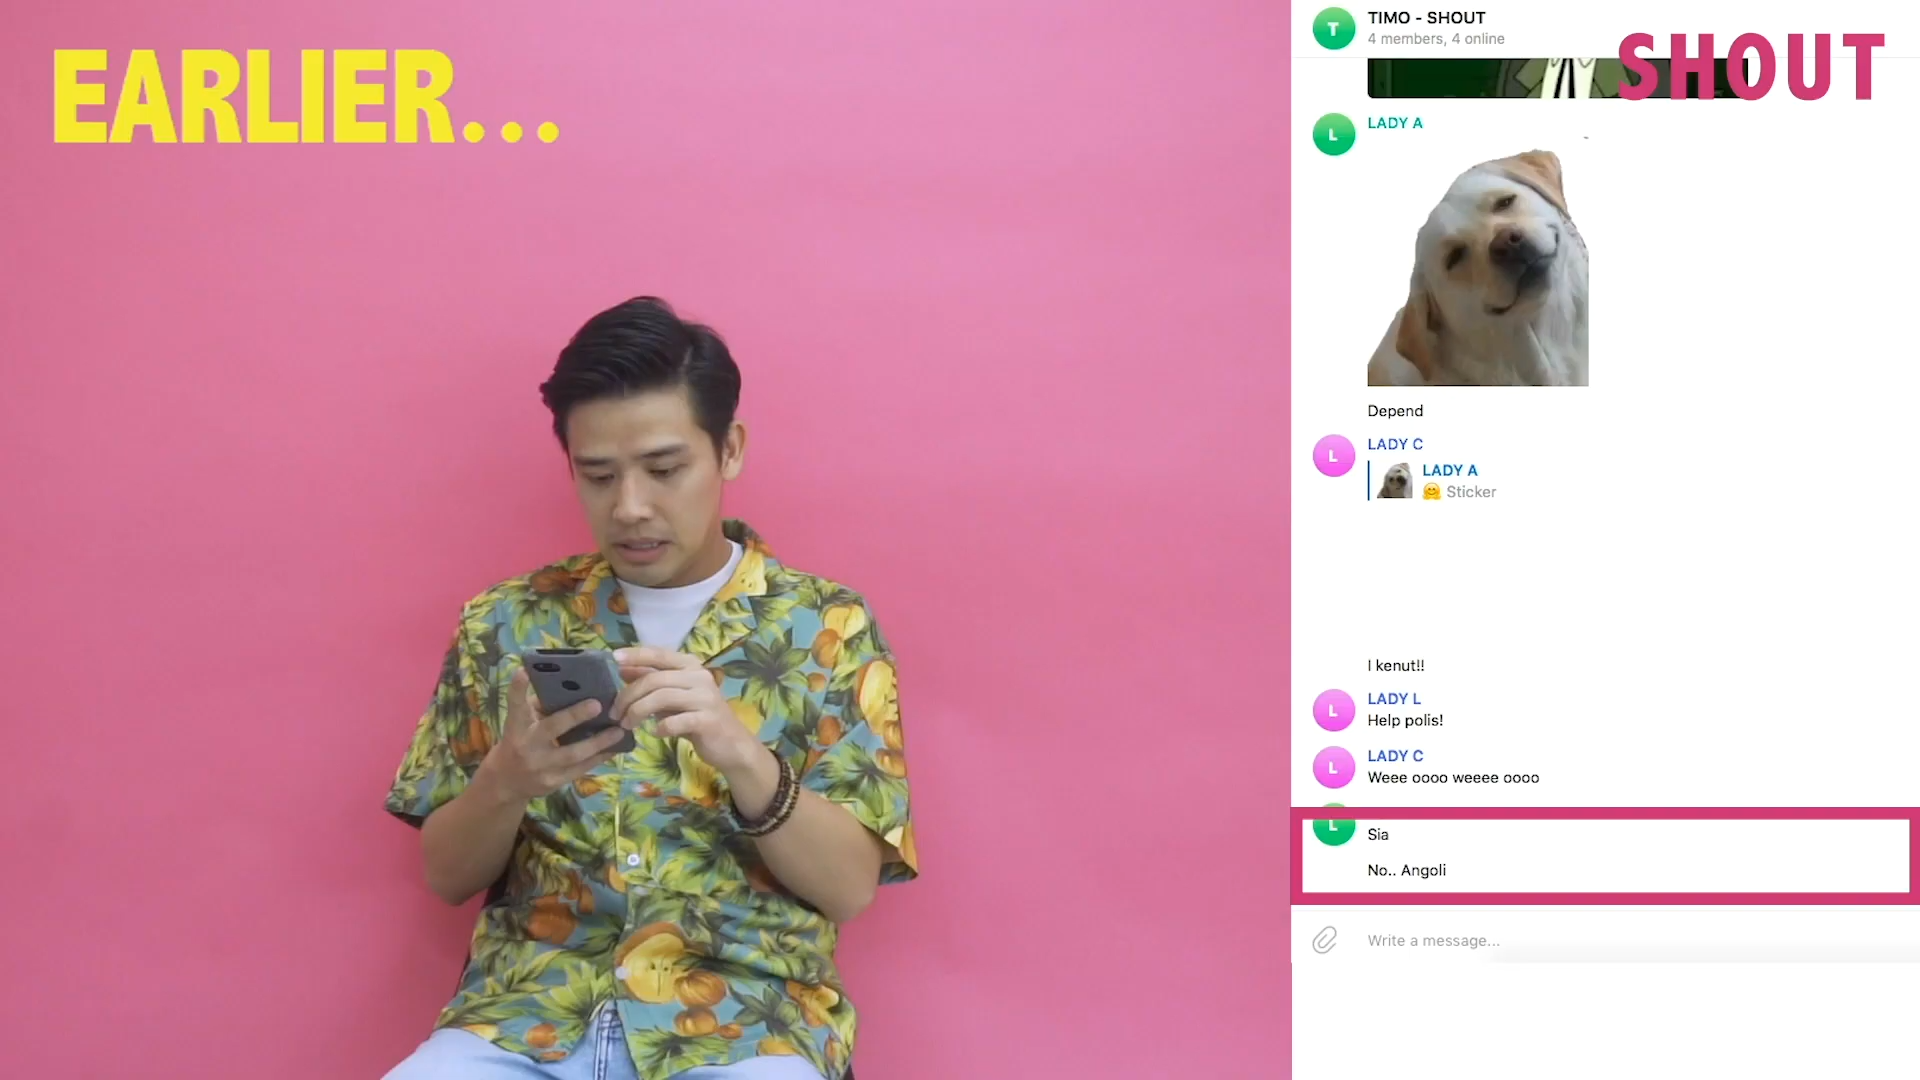 EARLIER...
T
TIMO - SHOUT
4 members, 4 online
SHOUT
L
LADY A
Depend
L
LADY C
LADY A
🤗 Sticker
I kenut!!
L
LADY L
Help polis!
L
LADY C
Weee oooo weeee oooo
L
Sia
No.. Angoli
Write a message...